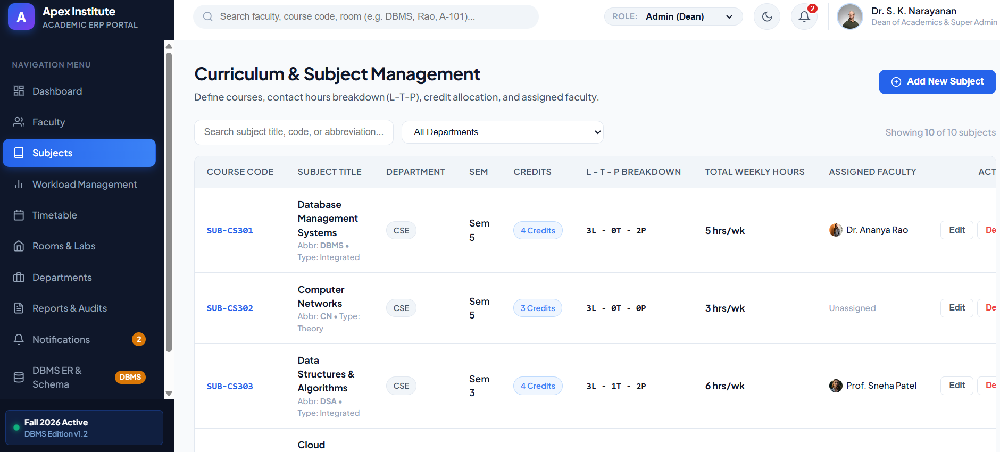 A
Apex Institute
ACADEMIC ERP PORTAL
Search faculty, course code, room (e.g. DBMS, Rao, A-101)...
ROLE: Admin (Dean)
2
Dr. S. K. Narayanan
Dean of Academics & Super Admin
NAVIGATION MENU
Dashboard
Faculty
Subjects
Workload Management
Timetable
Rooms & Labs
Departments
Reports & Audits
Notifications 2
DBMS ER &
Schema
DBMS
Fall 2026 Active
DBMS Edition v1.2
Curriculum & Subject Management
Define courses, contact hours breakdown (L-T-P), credit allocation, and assigned faculty.
Add New Subject
Search subject title, code, or abbreviation...
All Departments
Showing 10 of 10 subjects
COURSE CODE SUBJECT TITLE DEPARTMENT SEM CREDITS L - T - P BREAKDOWN TOTAL WEEKLY HOURS ASSIGNED FACULTY ACT
SUB-CS301
Database
Management
Systems
Abbr: DBMS •
Type: Integrated
CSE
Sem
5
4 Credits
3L - 0T - 2P
5 hrs/wk
Dr. Ananya Rao
Edit
De
SUB-CS302
Computer
Networks
Abbr: CN • Type:
Theory
CSE
Sem
5
3 Credits
3L - 0T - 0P
3 hrs/wk
Unassigned
Edit
De
SUB-CS303
Data
Structures &
Algorithms
Abbr: DSA •
Type: Integrated
CSE
Sem
3
4 Credits
3L - 1T - 2P
6 hrs/wk
Prof. Sneha Patel
Edit
De
Cloud